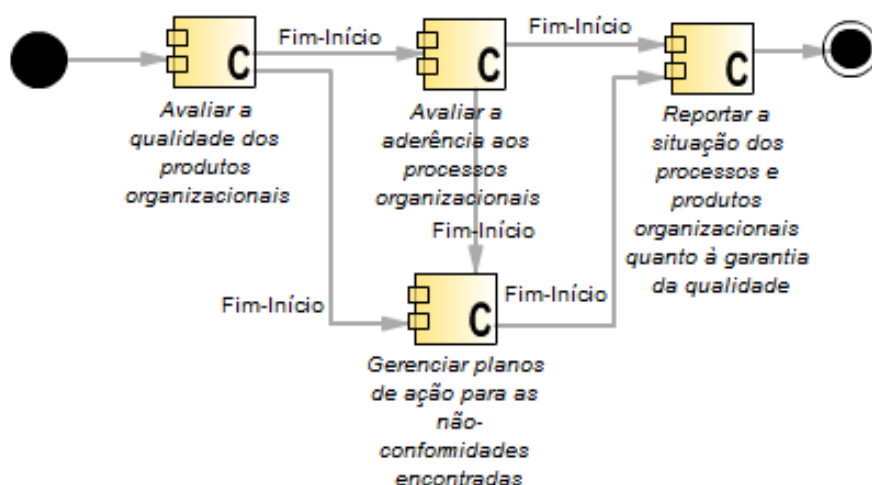 Fim-Início
Fim-Início
C
C
C
Avaliar a
qualidade dos
produtos
organizacionais
Avaliar a
aderência aos
processos
organizacionais
Reportar a
situação dos
processos e
produtos
organizacionais
quanto à garantia
da qualidade
Fim-Início
Fim-Início
Fim-Início
C
Gerenciar planos
de ação para as
não-
conformidades
encontradas